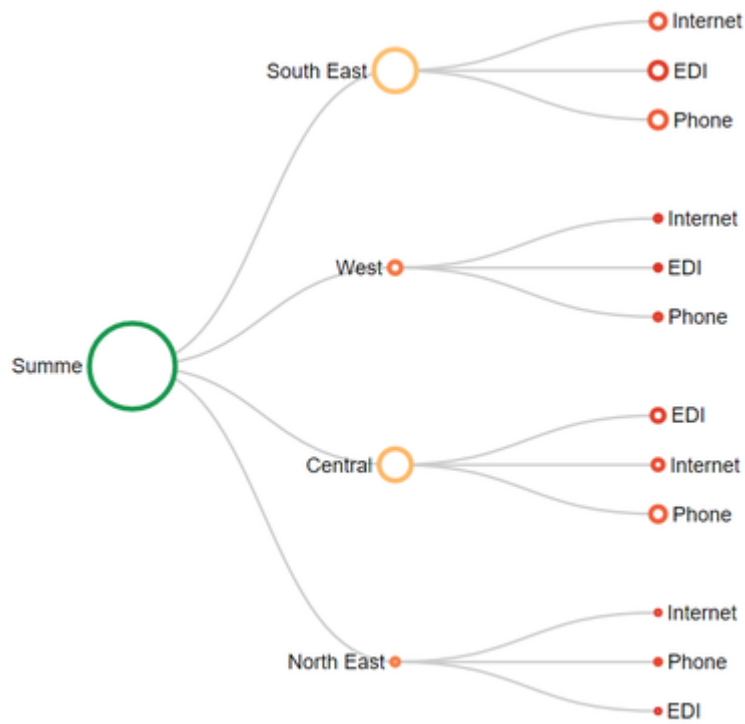 Internet
South East
EDI
Phone
Internet
West
EDI
Phone
Summe
EDI
Central
Internet
Phone
Internet
North East
Phone
EDI